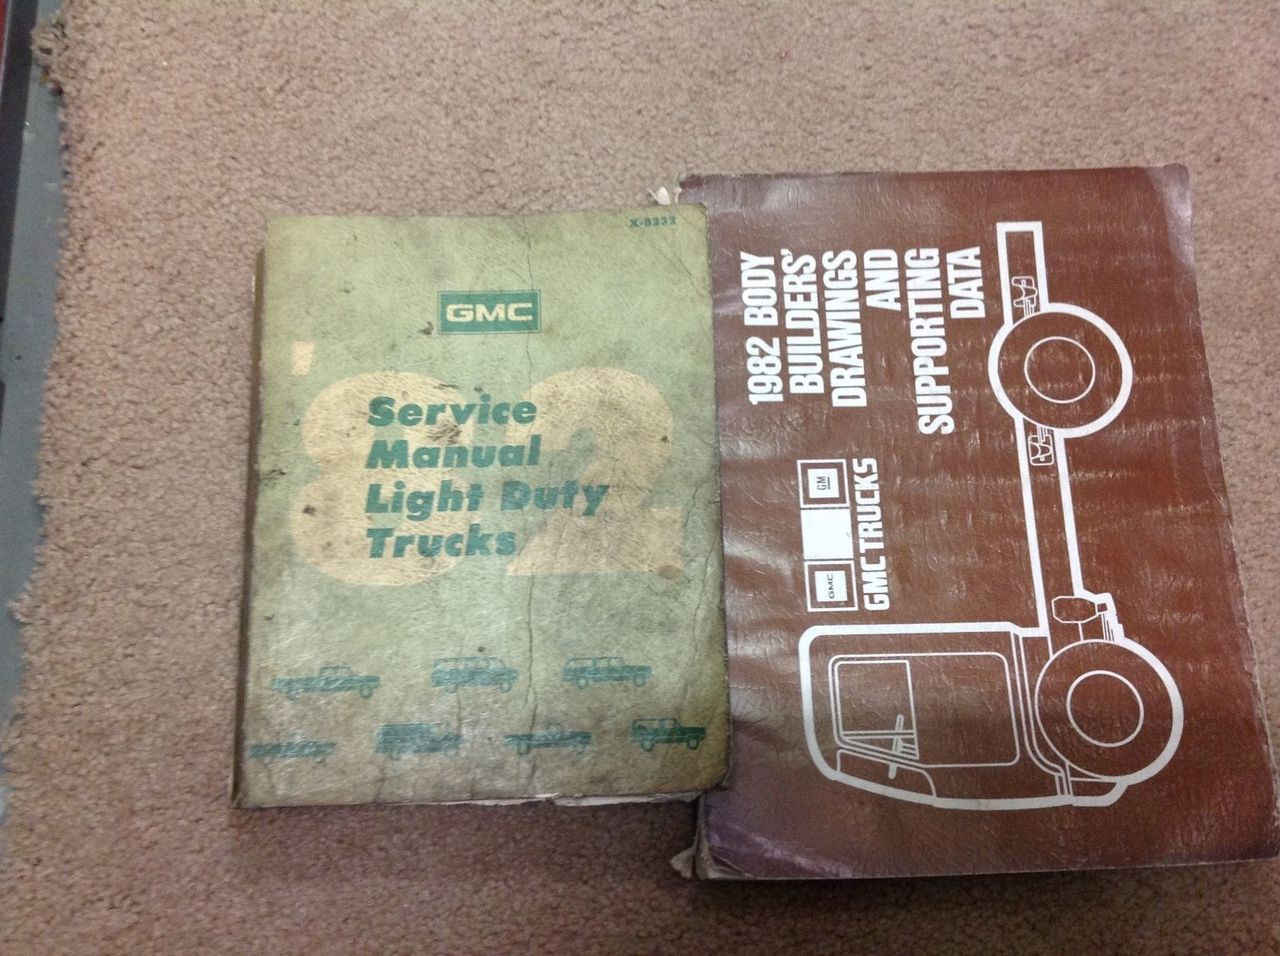 X-8232
GMC
'82
Service
Manual
Light Duty
Trucks
1982 BODY
BUILDERS'
DRAWINGS
AND
SUPPORTING
DATA
GMC
GM
GMC TRUCKS